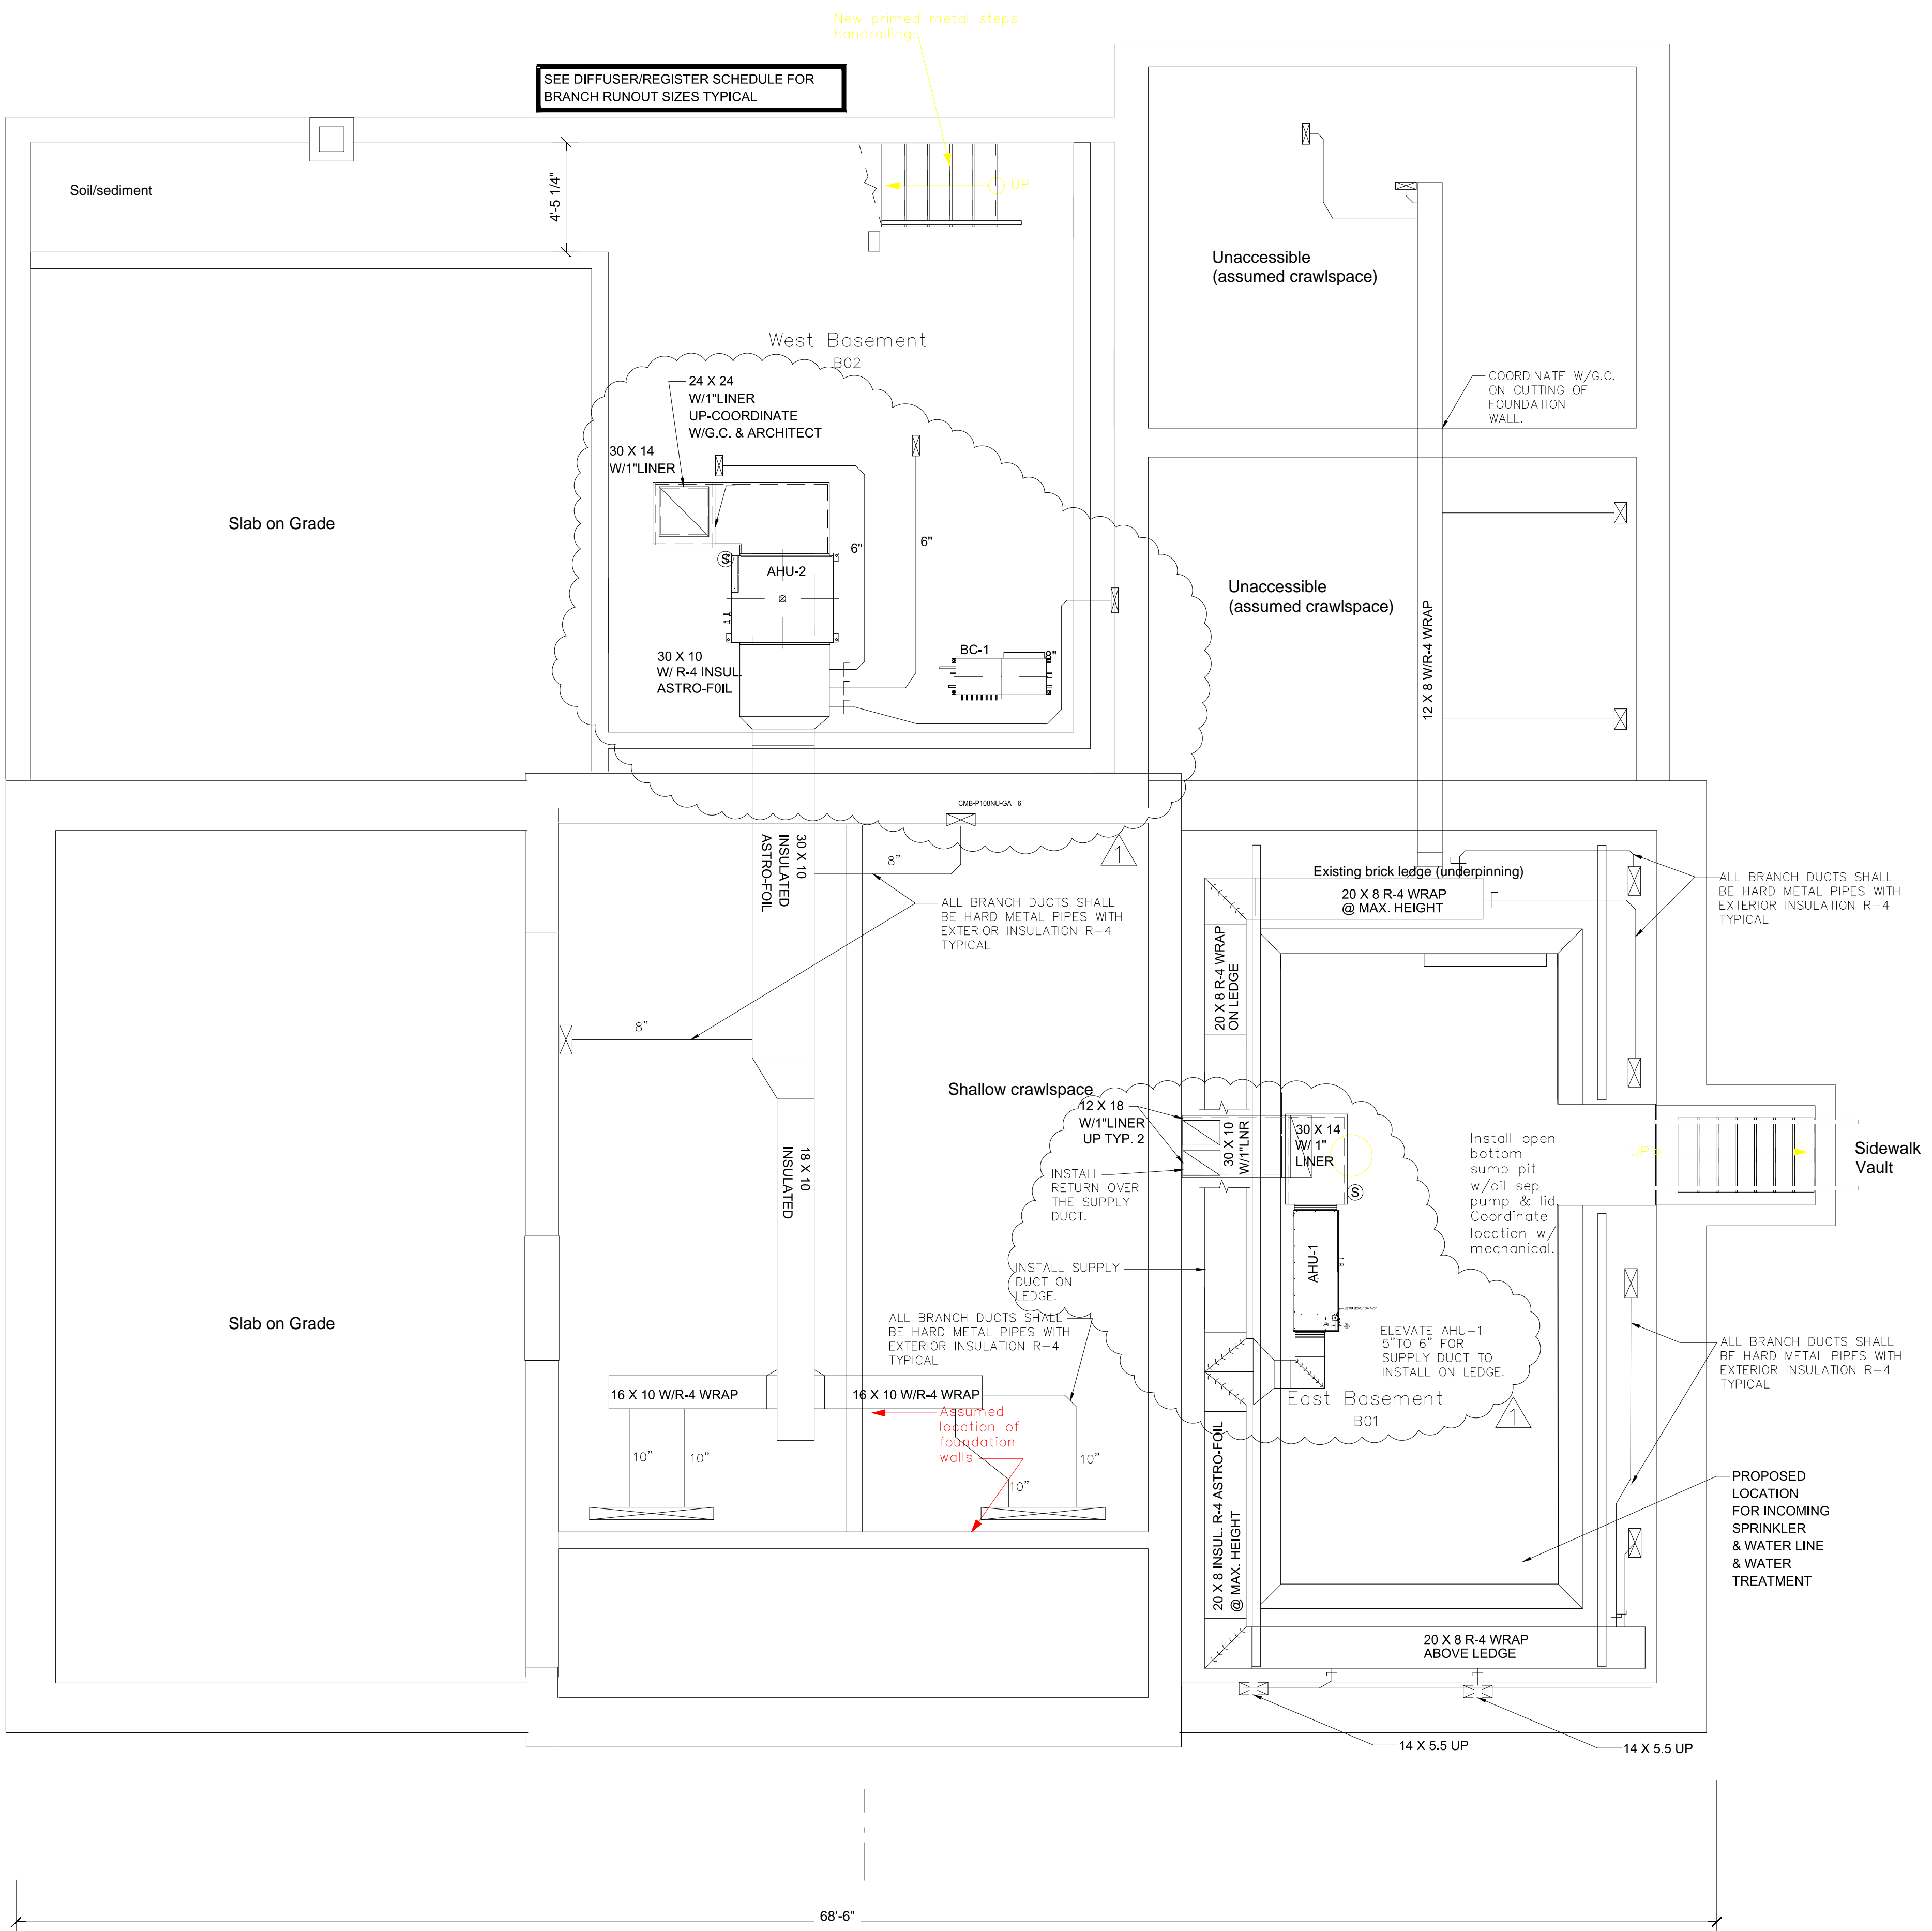 New primed metal steps
handrailing
SEE DIFFUSER/REGISTER SCHEDULE FOR
BRANCH RUNOUT SIZES TYPICAL
Soil/sediment
4'-5 1/4"
UP
Unaccessible
(assumed crawlspace)
West Basement
B02
24 X 24
W/1"LINER
UP-COORDINATE
W/G.C. & ARCHITECT
30 X 14
W/1"LINER
COORDINATE W/G.C.
ON CUTTING OF
FOUNDATION
WALL.
Slab on Grade
6"
6"
S
AHU-2
Unaccessible
(assumed crawlspace)
12 X 8 W/R-4 WRAP
30 X 10
W/ R-4 INSUL.
ASTRO-FOIL
BC-1
8"
CMB-P108NU-GA_6
30 X 10
INSULATED
ASTRO-FOIL
8"
1
ALL BRANCH DUCTS SHALL
BE HARD METAL PIPES WITH
EXTERIOR INSULATION R-4
TYPICAL
Existing brick ledge (underpinning)
20 X 8 R-4 WRAP
@ MAX. HEIGHT
ALL BRANCH DUCTS SHALL
BE HARD METAL PIPES WITH
EXTERIOR INSULATION R-4
TYPICAL
20 X 8 R-4 WRAP
ON LEDGE
8"
Shallow crawlspace
12 X 18
W/1"LINER
UP TYP. 2
30 X 10
W/1"LNR
30 X 14
W/ 1"
LINER
S
INSTALL
RETURN OVER
THE SUPPLY
DUCT.
Install open
bottom
sump pit
w/oil sep
pump & lid
Coordinate
location w/
mechanical.
UP
Sidewalk
Vault
18 X 10
INSULATED
AHU-1
INSTALL SUPPLY
DUCT ON
LEDGE.
Slab on Grade
ALL BRANCH DUCTS SHALL
BE HARD METAL PIPES WITH
EXTERIOR INSULATION R-4
TYPICAL
ELEVATE AHU-1
5"TO 6" FOR
SUPPLY DUCT TO
INSTALL ON LEDGE.
ALL BRANCH DUCTS SHALL
BE HARD METAL PIPES WITH
EXTERIOR INSULATION R-4
TYPICAL
East Basement
B01
1
16 X 10 W/R-4 WRAP
16 X 10 W/R-4 WRAP
Assumed
location of
foundation
walls
10"
10"
10"
10"
20 X 8 INSUL. R-4 ASTRO-FOIL
@ MAX. HEIGHT
PROPOSED
LOCATION
FOR INCOMING
SPRINKLER
& WATER LINE
& WATER
TREATMENT
20 X 8 R-4 WRAP
ABOVE LEDGE
14 X 5.5 UP
14 X 5.5 UP
68'-6"